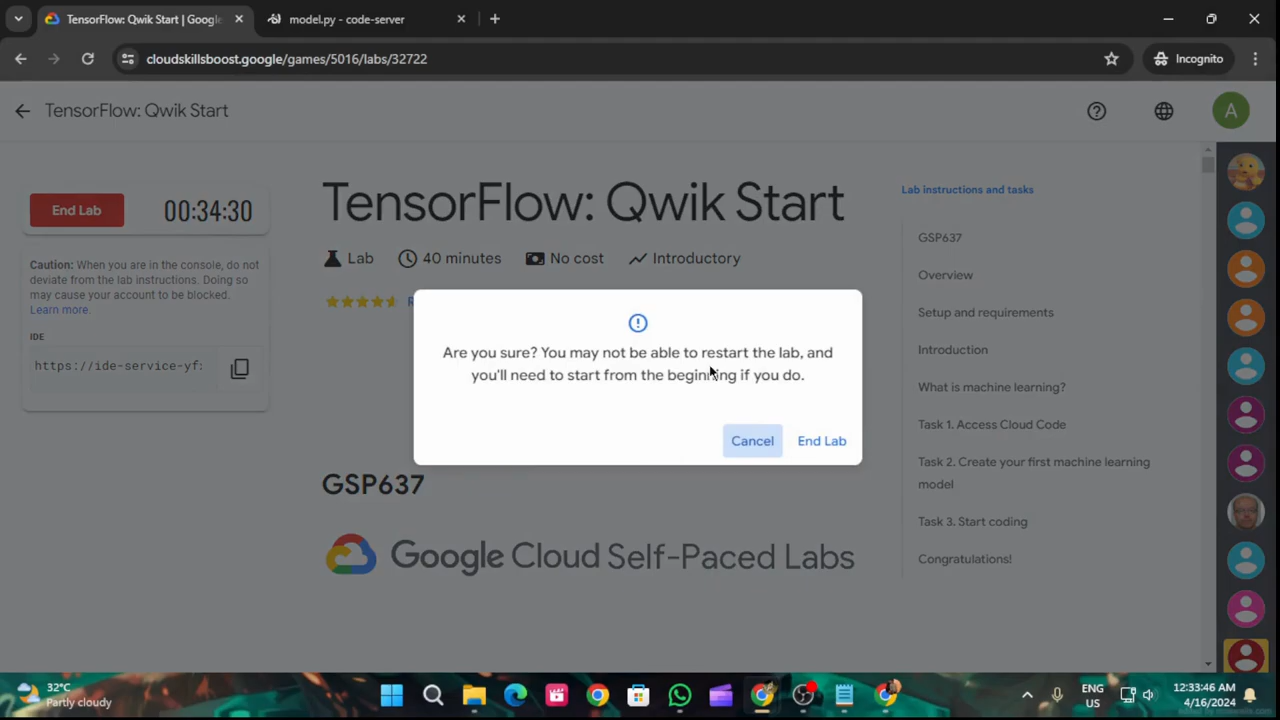 TensorFlow: Qwik Start | Google
model.py - code-server
cloudskillsboost.google/games/5016/labs/32722
Incognito
TensorFlow: Qwik Start
A
End Lab
00:34:30
Caution: When you are in the console, do not
deviate from the lab instructions. Doing so
may cause your account to be blocked.
Learn more.
IDE
https://ide-service-yf:
TensorFlow: Qwik Start
Lab
40 minutes
No cost
Introductory
GSP637
Google Cloud Self-Paced Labs
Are you sure? You may not be able to restart the lab, and
you'll need to start from the beginning if you do.
Cancel
End Lab
Lab instructions and tasks
GSP637
Overview
Setup and requirements
Introduction
What is machine learning?
Task 1. Access Cloud Code
Task 2. Create your first machine learning
model
Task 3. Start coding
Congratulations!
32°C
Partly cloudy
ENG
US
12:33:46 AM
4/16/2024